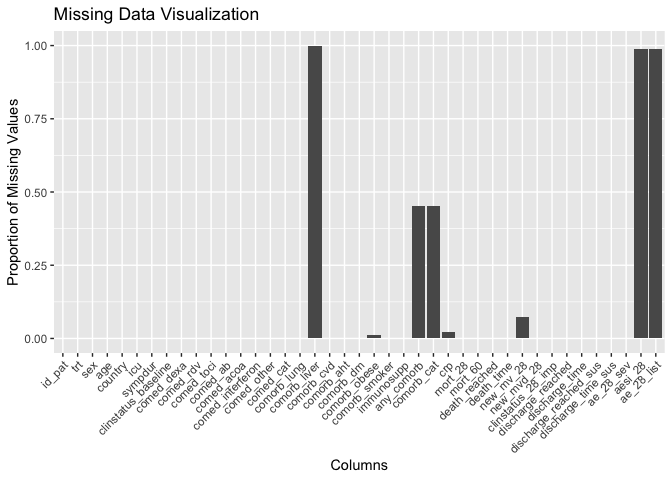 Missing Data Visualization
Proportion of Missing Values
1.00
0.75
0.50
0.25
0.00
id_pat
trt
sex
age
country
icu
sympdur
clinstatus_baseline
comed_dexa
comed_rdv
comed_toci
comed_ab
comed_acoa
comed_interferon
comed_other
comed_cat
comorb_lung
comorb_liver
comorb_cvd
comorb_aht
comorb_dm
comorb_obese
comorb_smoker
immunosupp
any_comorb
comorb_cat
crp
mort_28
mort_60
death_reached
death_time
new_mv_28
new_mvd_28
clinstatus_28_imp
discharge_reached
discharge_time
discharge_reached_sus
discharge_time_sus
ae_28
sev
aesi_28
ae_28_list
Columns